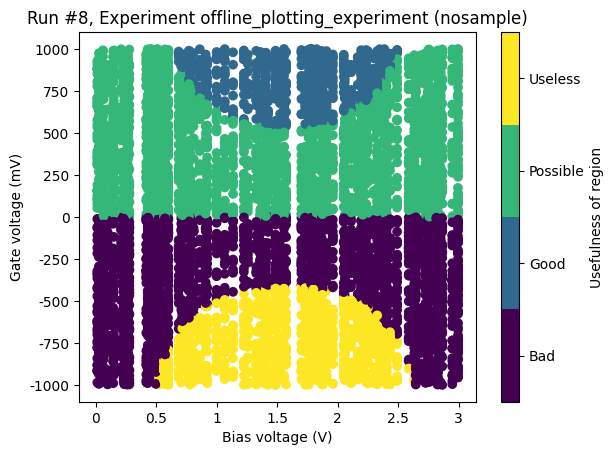 Run #8, Experiment offline_plotting_experiment (nosample)
1000
750
500
250
0
-250
-500
-750
-1000
Gate voltage (mV)
0
0.5
1
1.5
2
2.5
3
Bias voltage (V)
Useless
Possible
Good
Bad
Usefulness of region